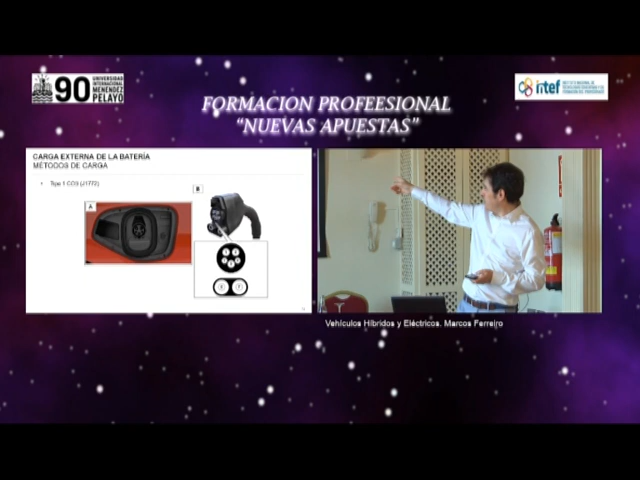 90
UNIVERSIDAD
INTERNACIONAL
MENÉNDEZ
PELAYO
intef
FORMACION PROFEESIONAL
“NUEVAS APUESTAS”
CARGA EXTERNA DE LA BATERÍA
MÉTODOS DE CARGA
• Tipo 1 CCS (J1772)
A
B
Vehículos Híbridos y Eléctricos. Marcos Ferreiro